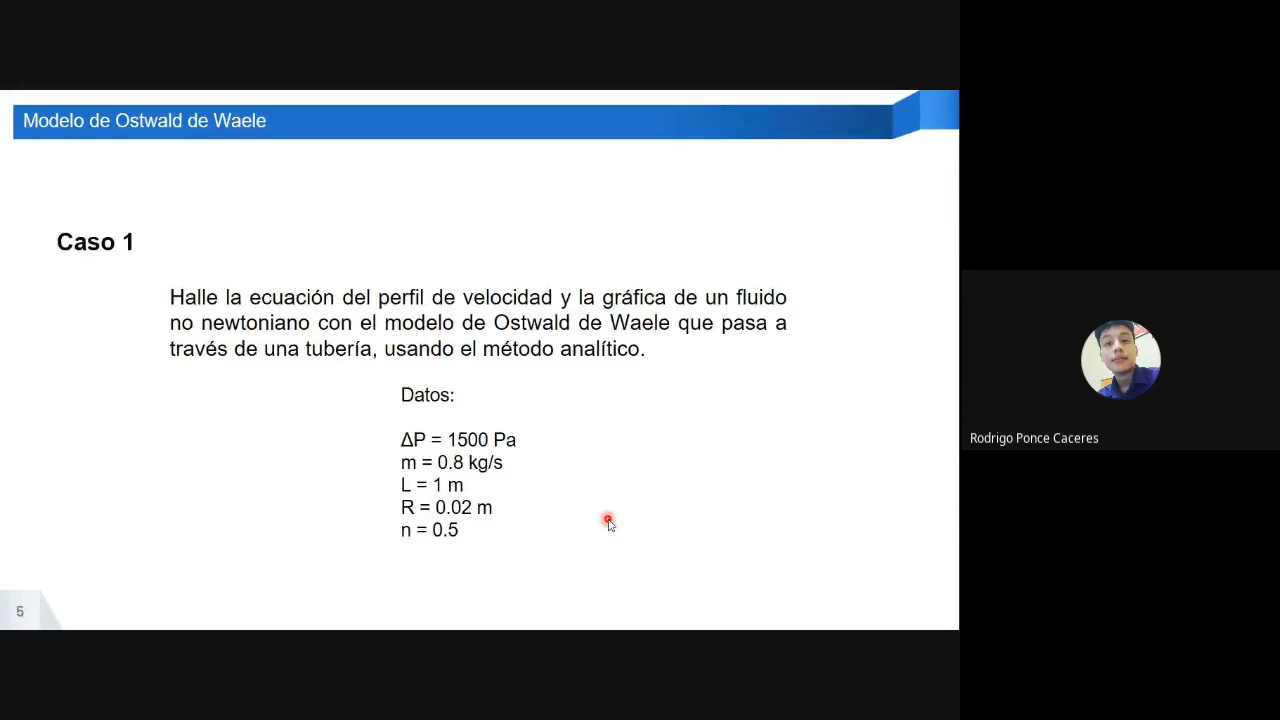 Modelo de Ostwald de Waele
Caso 1
Halle la ecuación del perfil de velocidad y la gráfica de un fluido
no newtoniano con el modelo de Ostwald de Waele que pasa a
través de una tubería, usando el método analítico.
Datos:
ΔP = 1500 Pa
m = 0.8 kg/s
L = 1 m
R = 0.02 m
n = 0.5
5
Rodrigo Ponce Caceres